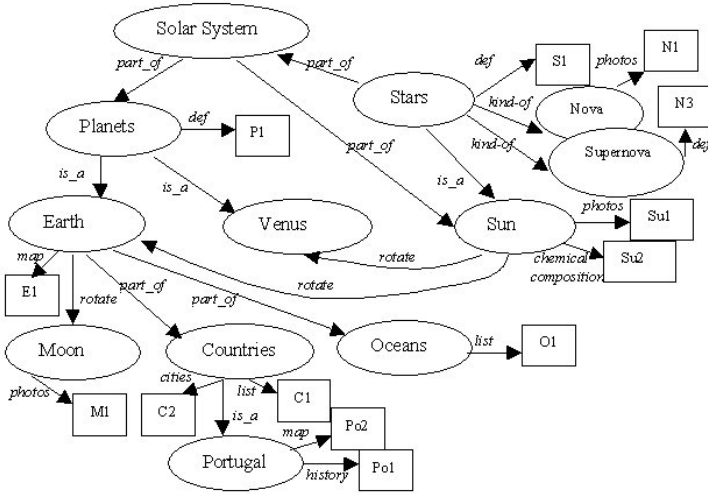 Solar System
part_of
part_of
def
S1
photos
N1
Stars
kind-of
Nova
N3
Planets
def
P1
part_of
kind-of
Supernova
def
is_a
is_a
is_a
Earth
Venus
Sun
photos
Su1
map
rotate
chemical
composition
Su2
E1
rotate
part_of
part_of
rotate
Moon
Countries
Oceans
list
O1
photos
cities
list
M1
C2
C1
is_a
map
Po2
Portugal
history
Po1